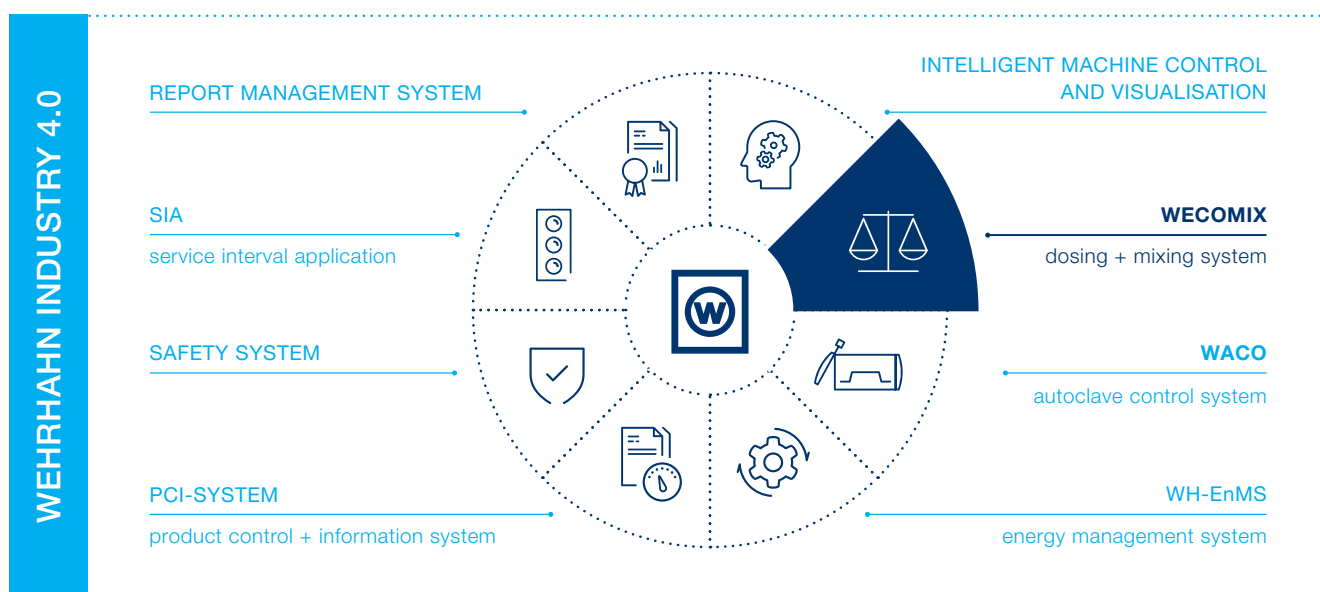 WEHRHAHN INDUSTRY 4.0
REPORT MANAGEMENT SYSTEM
SIA
service interval application
SAFETY SYSTEM
PCI-SYSTEM
product control + information system
W
INTELLIGENT MACHINE CONTROL
AND VISUALISATION
WECOMIX
dosing + mixing system
WACO
autoclave control system
WH-EnMS
energy management system